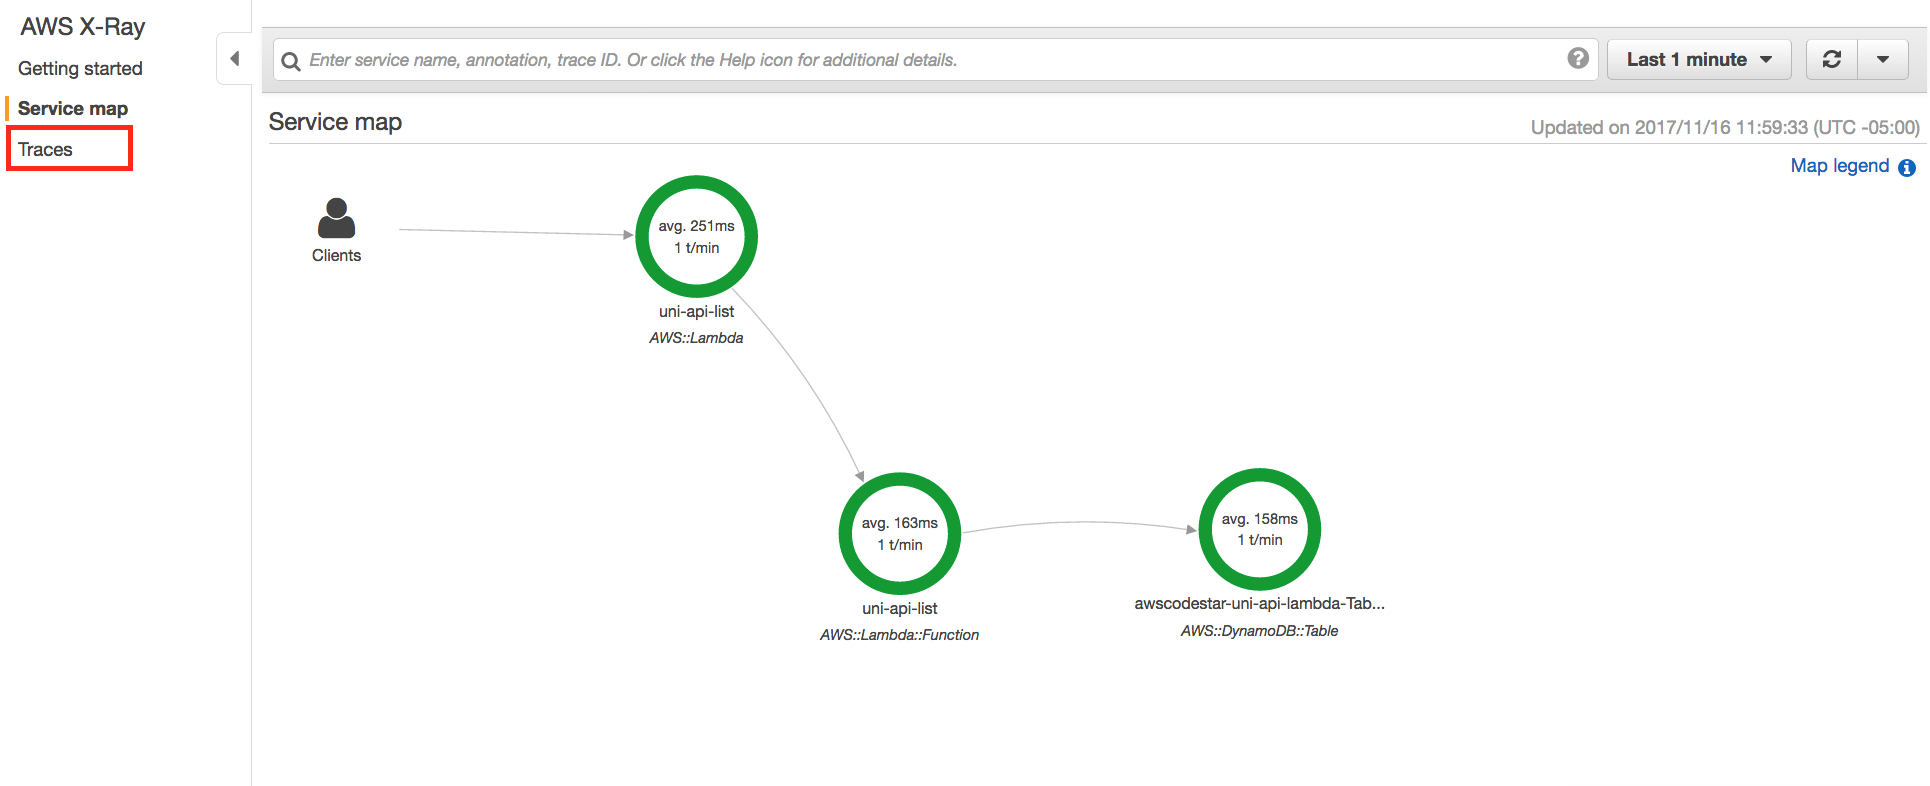 AWS X-Ray
Getting started
Service map
Traces
Enter service name, annotation, trace ID. Or click the Help icon for additional details.
?
Last 1 minute
Service map
Updated on 2017/11/16 11:59:33 (UTC -05:00)
Map legend i
Clients
avg. 251ms
1 t/min
uni-api-list
AWS::Lambda
avg. 163ms
1 t/min
uni-api-list
AWS::Lambda::Function
avg. 158ms
1 t/min
awscodestar-uni-api-lambda-Tab...
AWS::DynamoDB::Table